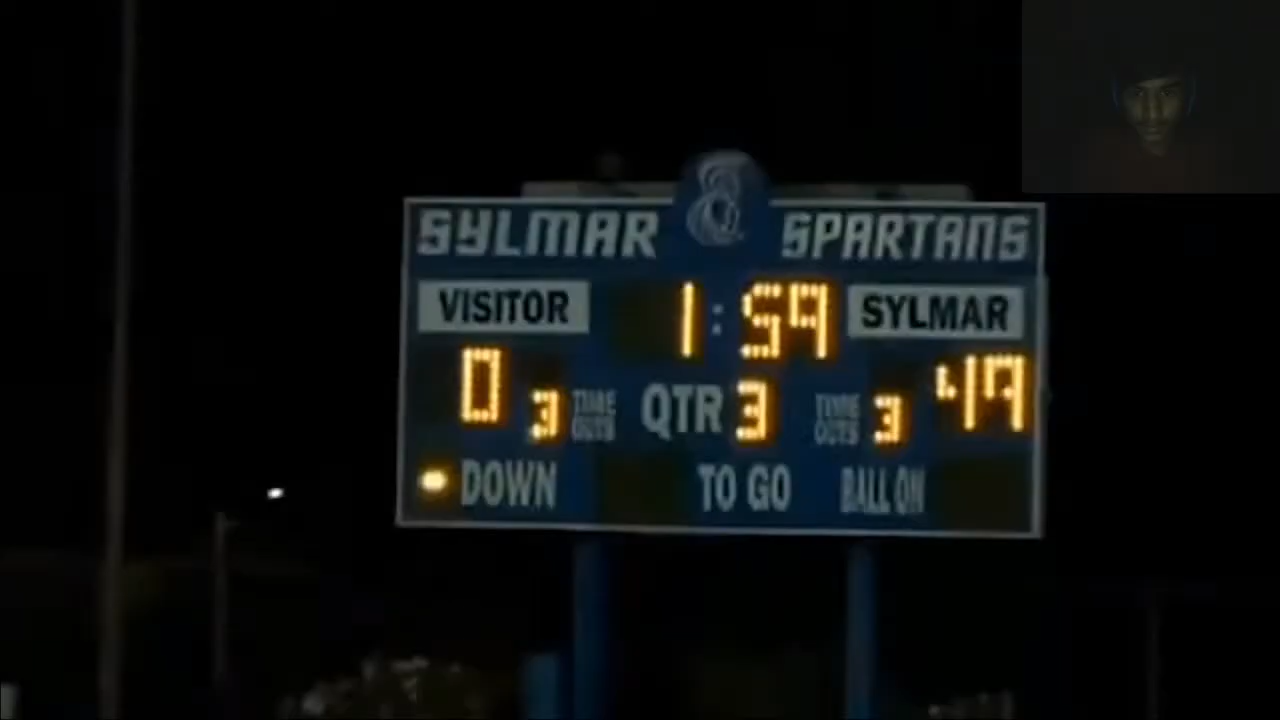 SYLMAR SPARTANS
VISITOR 1:59 SYLMAR
0 3 TIME OUTS QTR 3 TIME OUTS 3 49
DOWN TO GO BALL ON